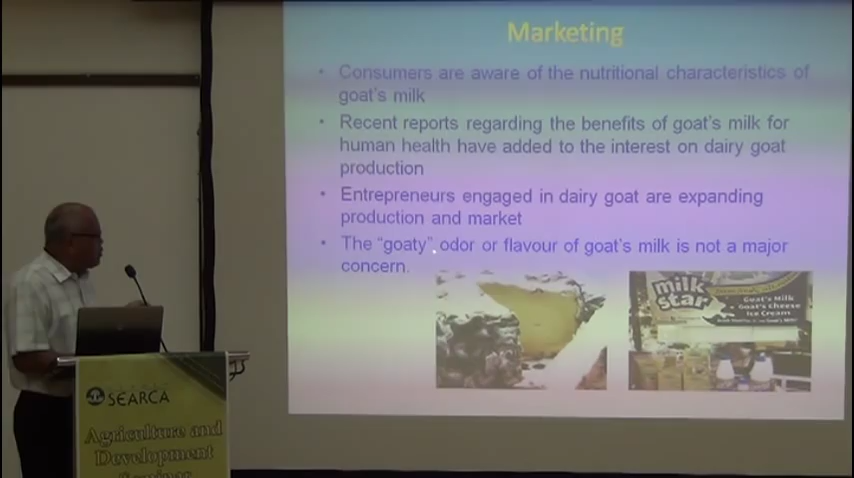 Marketing
• Consumers are aware of the nutritional characteristics of
goat's milk
• Recent reports regarding the benefits of goat's milk for
human health have added to the interest on dairy goat
production
• Entrepreneurs engaged in dairy goat are expanding
production and market
• The "goaty" odor or flavour of goat's milk is not a major
concern.
milk
star
Goat's Milk
Goat's Cheese
Ice Cream
SEARCA
Agriculture and
Development
Seminar